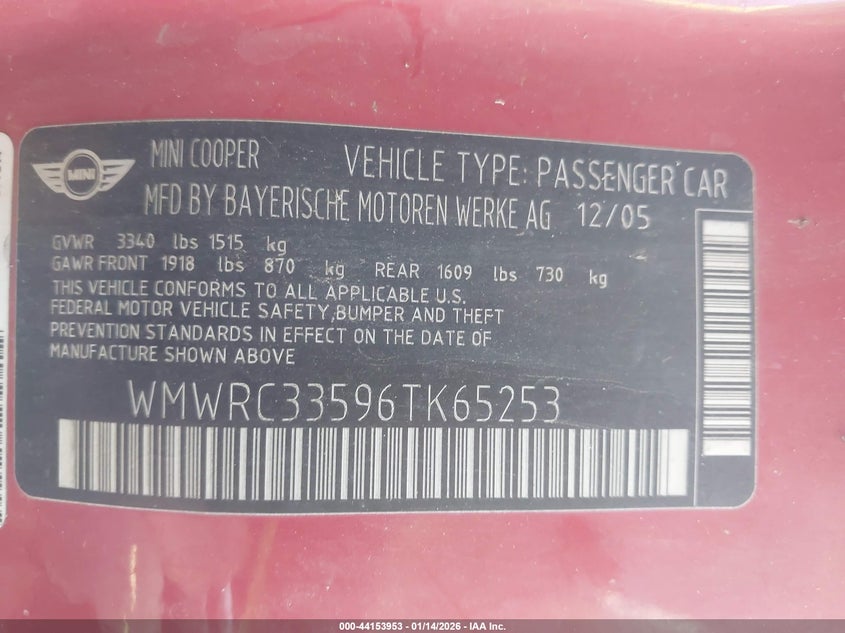 MINI
MINI COOPER
VEHICLE TYPE: PASSENGER CAR
MFD BY BAYERISCHE MOTOREN WERKE AG 12/05
GVWR 3340 lbs 1515 kg
GAWR FRONT 1918 lbs 870 kg REAR 1609 lbs 730 kg
THIS VEHICLE CONFORMS TO ALL APPLICABLE U.S.
FEDERAL MOTOR VEHICLE SAFETY,BUMPER AND THEFT
PREVENTION STANDARDS IN EFFECT ON THE DATE OF
MANUFACTURE SHOWN ABOVE
WMWRC33596TK65253
000-44153953 - 01/14/2026 - IAA Inc.